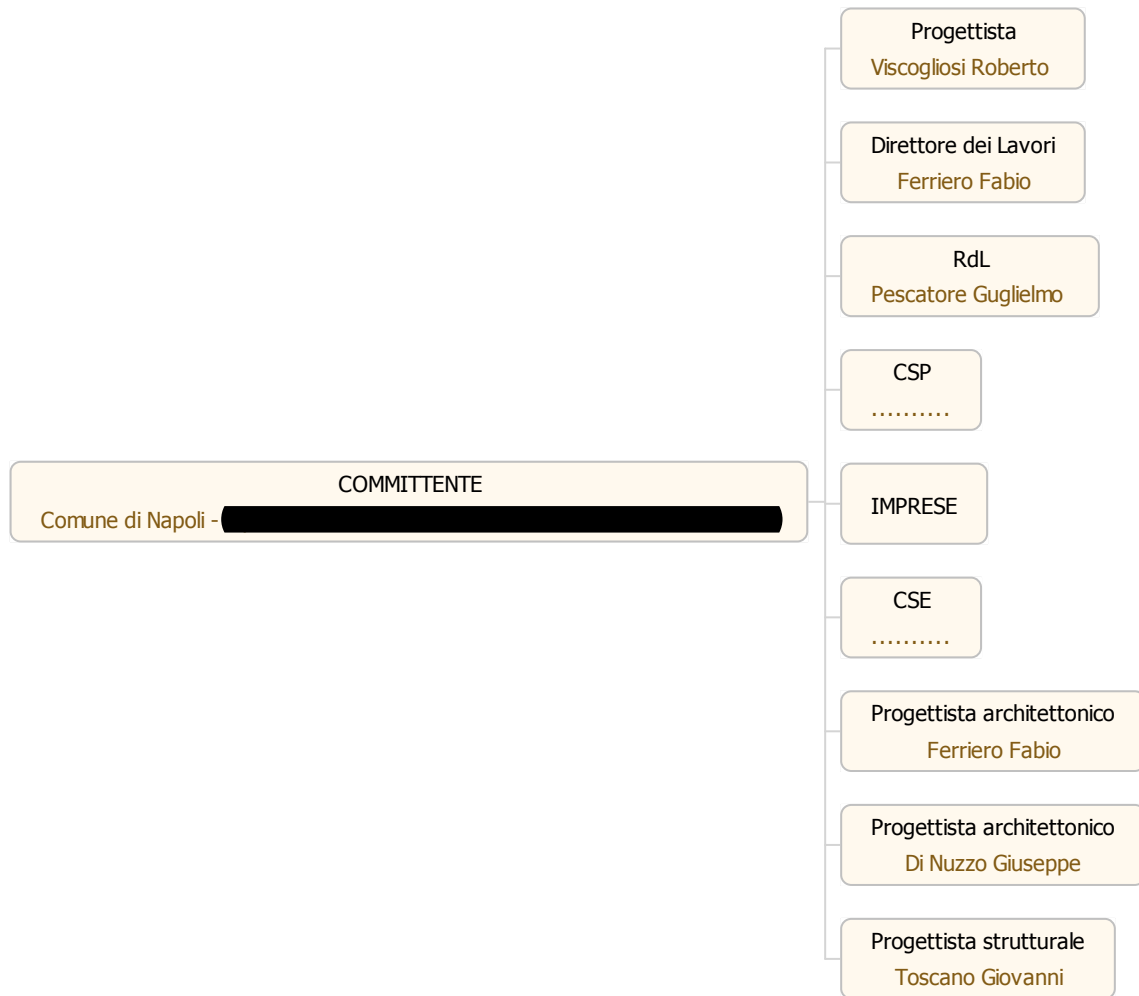 Progettista
Viscogliosi Roberto
Direttore dei Lavori
Ferriero Fabio
RdL
Pescatore Guglielmo
CSP
..........
COMMITTENTE
Comune di Napoli -
IMPRESE
CSE
..........
Progettista architettonico
Ferriero Fabio
Progettista architettonico
Di Nuzzo Giuseppe
Progettista strutturale
Toscano Giovanni